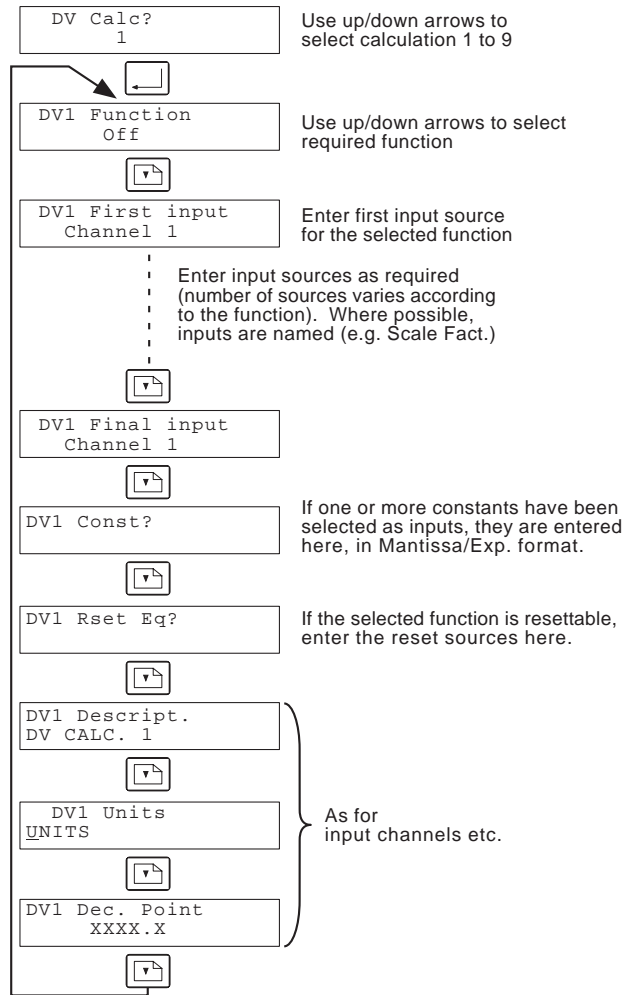 DV Calc?
1
Use up/down arrows to
select calculation 1 to 9
DV1 Function
Off
Use up/down arrows to select
required function
DV1 First input
Channel 1
Enter first input source
for the selected function
Enter input sources as required
(number of sources varies according
to the function).  Where possible,
inputs are named (e.g. Scale Fact.)
DV1 Final input
Channel 1
DV1 Const?
If one or more constants have been
selected as inputs, they are entered
here, in Mantissa/Exp. format.
DV1 Rset Eq?
If the selected function is resettable,
enter the reset sources here.
DV1 Descript.
DV CALC. 1
DV1 Units
UNITS
As for
input channels etc.
DV1 Dec. Point
XXXX.X